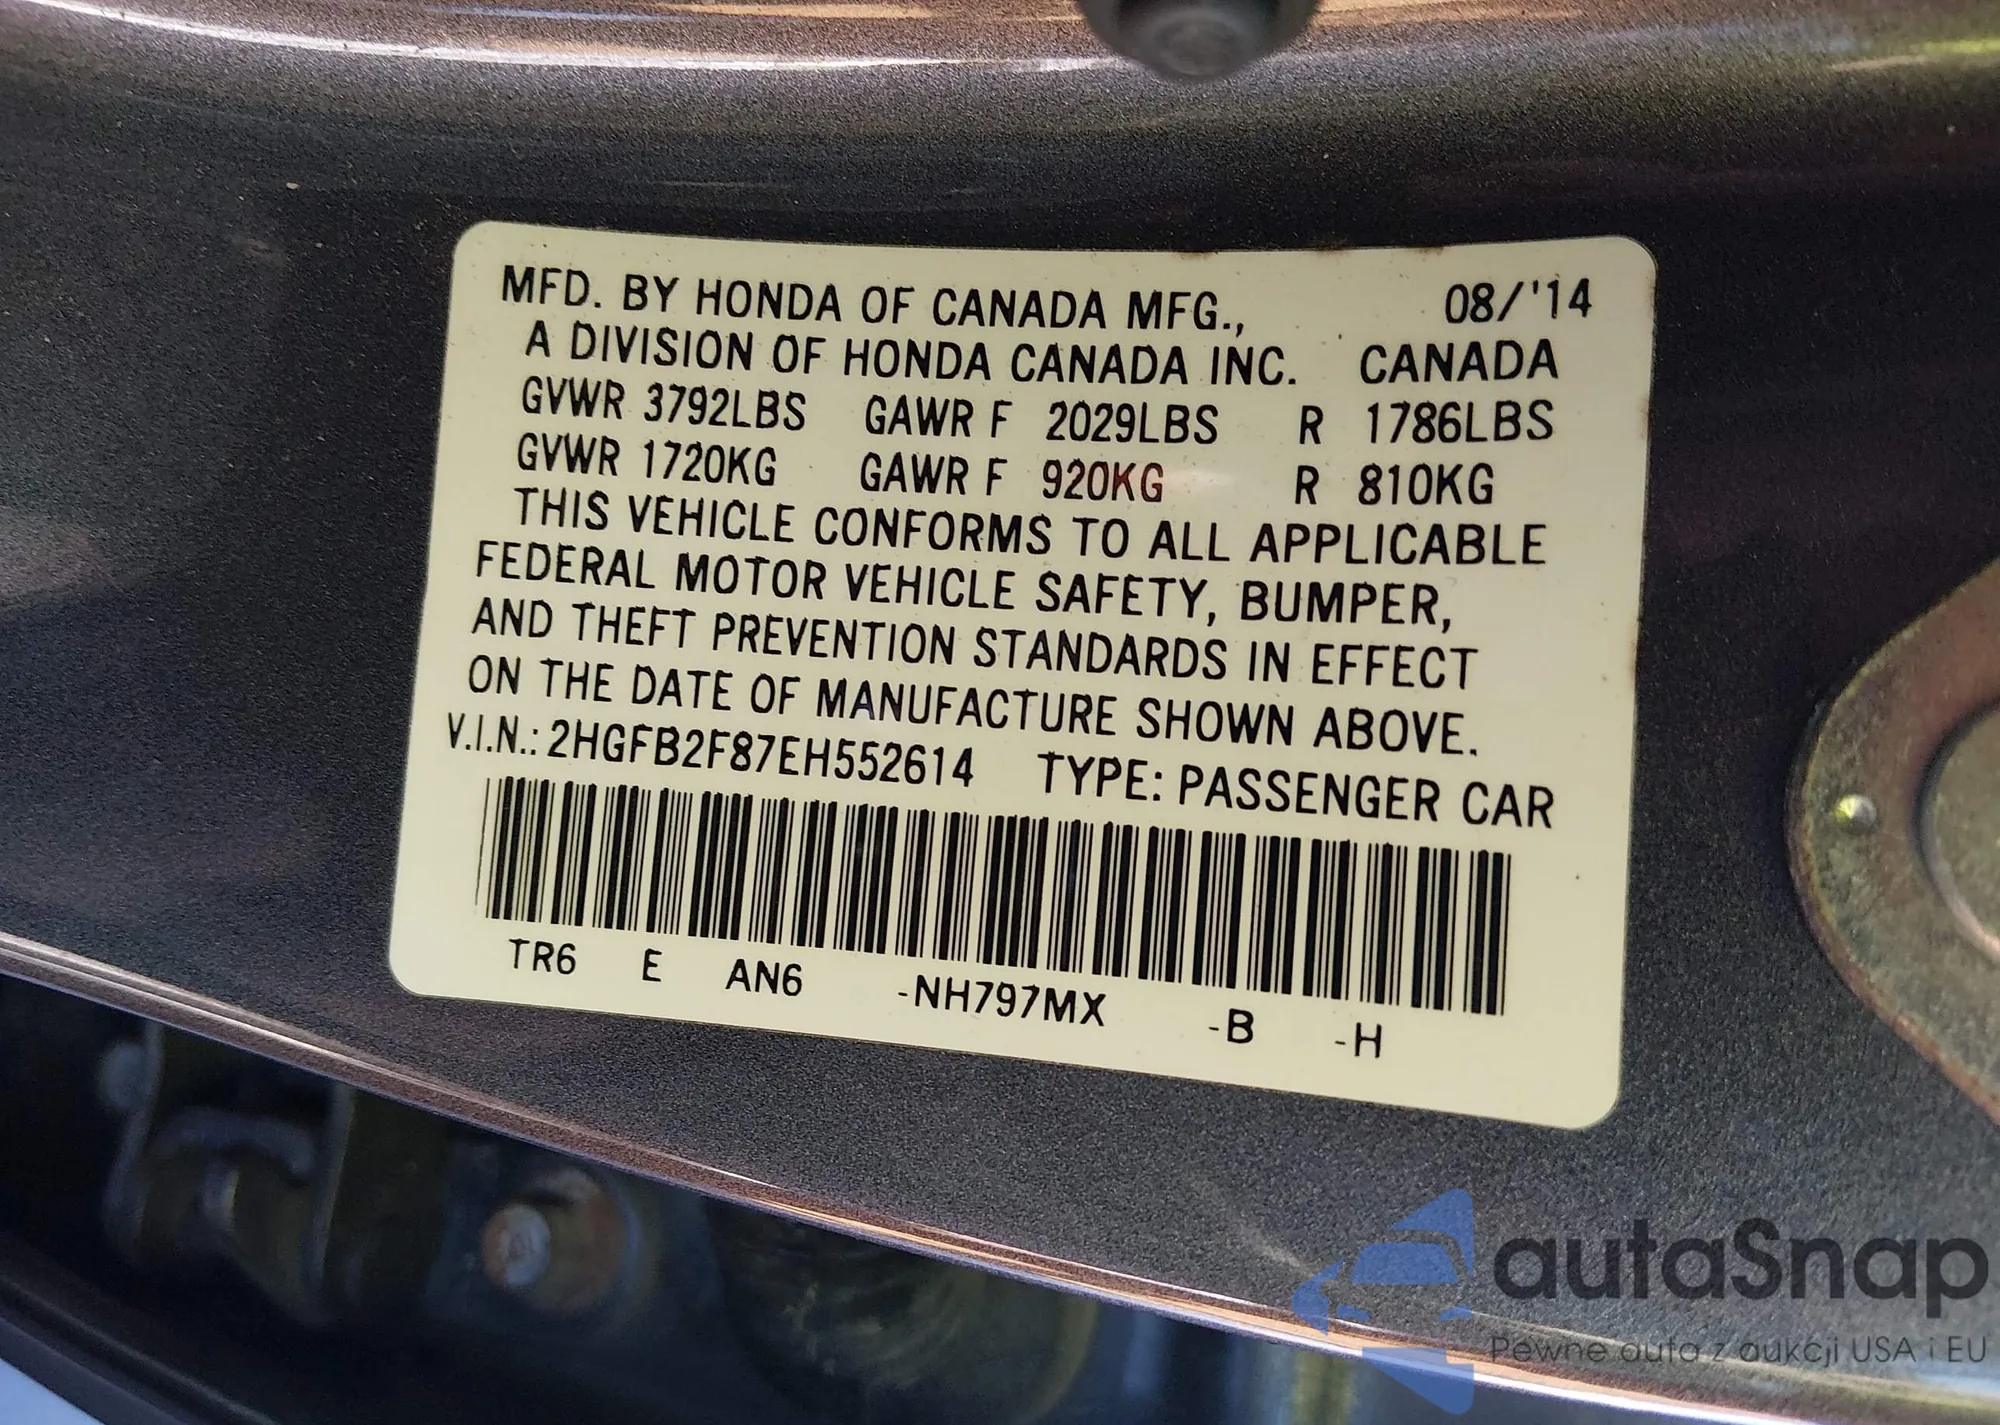 MFD. BY HONDA OF CANADA MFG., 08/'14
A DIVISION OF HONDA CANADA INC. CANADA
GVWR 3792LBS GAWR F 2029LBS R 1786LBS
GVWR 1720KG GAWR F 920KG R 810KG
THIS VEHICLE CONFORMS TO ALL APPLICABLE
FEDERAL MOTOR VEHICLE SAFETY, BUMPER,
AND THEFT PREVENTION STANDARDS IN EFFECT
ON THE DATE OF MANUFACTURE SHOWN ABOVE.
V.I.N.: 2HGFB2F87EH552614 TYPE: PASSENGER CAR
TR6 E AN6 -NH797MX -B -H
autaSnap
Pewne auta z aukcji USA i EU